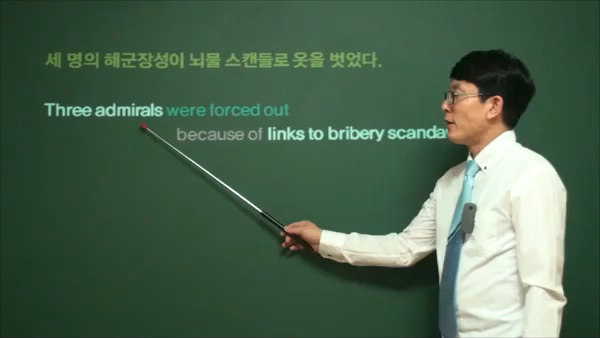 세 명의 해군장성이 뇌물 스캔들로 옷을 벗었다.
Three admirals were forced out
because of links to bribery